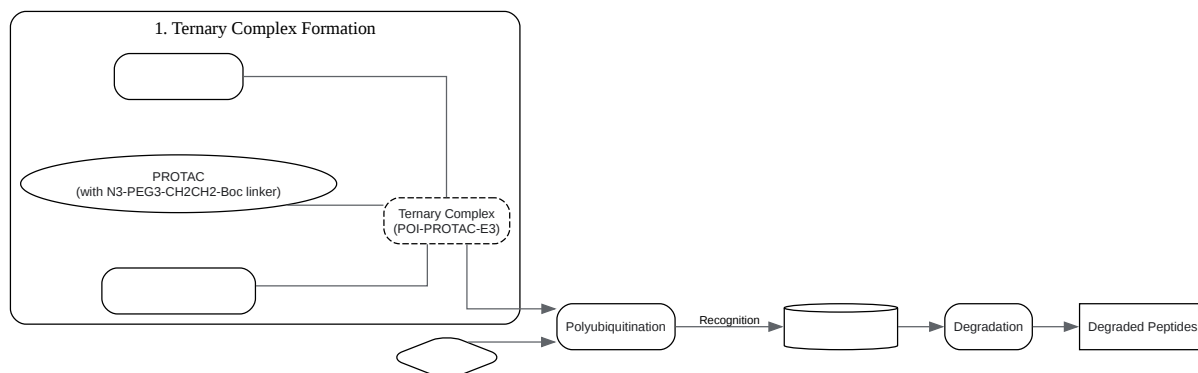 1. Ternary Complex Formation
PROTAC
(with N3-PEG3-CH2CH2-Boc linker)
Ternary Complex
(POI-PROTAC-E3)
Polyubiquitination
Recognition
Degradation
Degraded Peptides